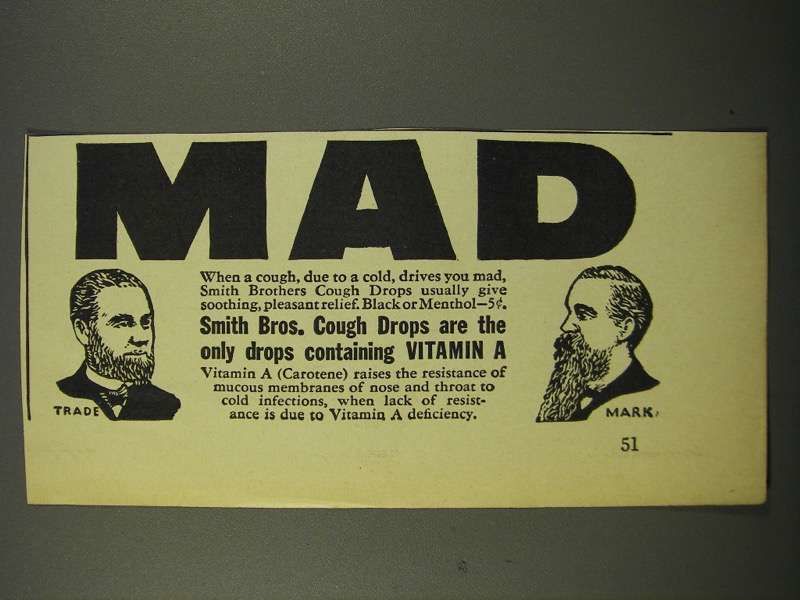 MAD
When a cough, due to a cold, drives you mad,
Smith Brothers Cough Drops usually give
soothing, pleasant relief. Black or Menthol—5¢.
Smith Bros. Cough Drops are the
only drops containing VITAMIN A
Vitamin A (Carotene) raises the resistance of
mucous membranes of nose and throat to
cold infections, when lack of resist-
ance is due to Vitamin A deficiency.
TRADE
MARK
51